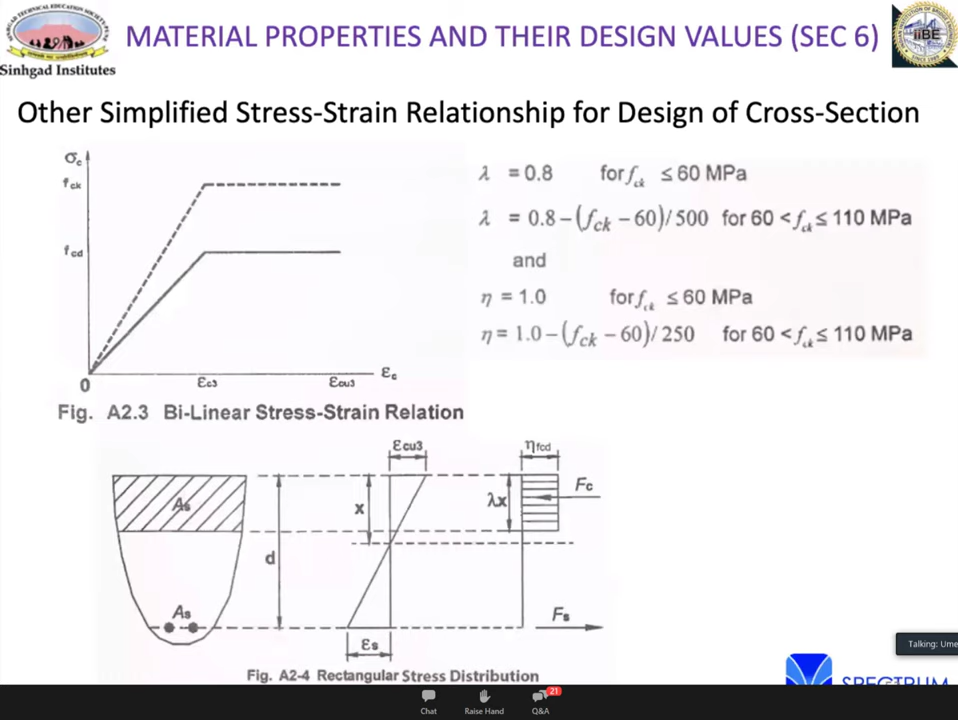 MATERIAL PROPERTIES AND THEIR DESIGN VALUES (SEC 6)
Sinhgad Institutes
iiBE
Other Simplified Stress-Strain Relationship for Design of Cross-Section
σc
fck
fcd
0
εc3
εou3
εc
Fig. A2.3 Bi-Linear Stress-Strain Relation
λ = 0.8 for fck ≤ 60 MPa
λ = 0.8 – (fck – 60)/ 500 for 60 < fck ≤ 110 MPa
and
η = 1.0 for fck ≤ 60 MPa
η = 1.0 – (fck – 60)/ 250 for 60 < fck ≤ 110 MPa
εcu3
ηfcd
As
x
λx
Fc
d
As
Fs
εs
Fig. A2-4 Rectangular Stress Distribution
Talking: Ume
SPECTRUM
Chat
Raise Hand
21
Q&A